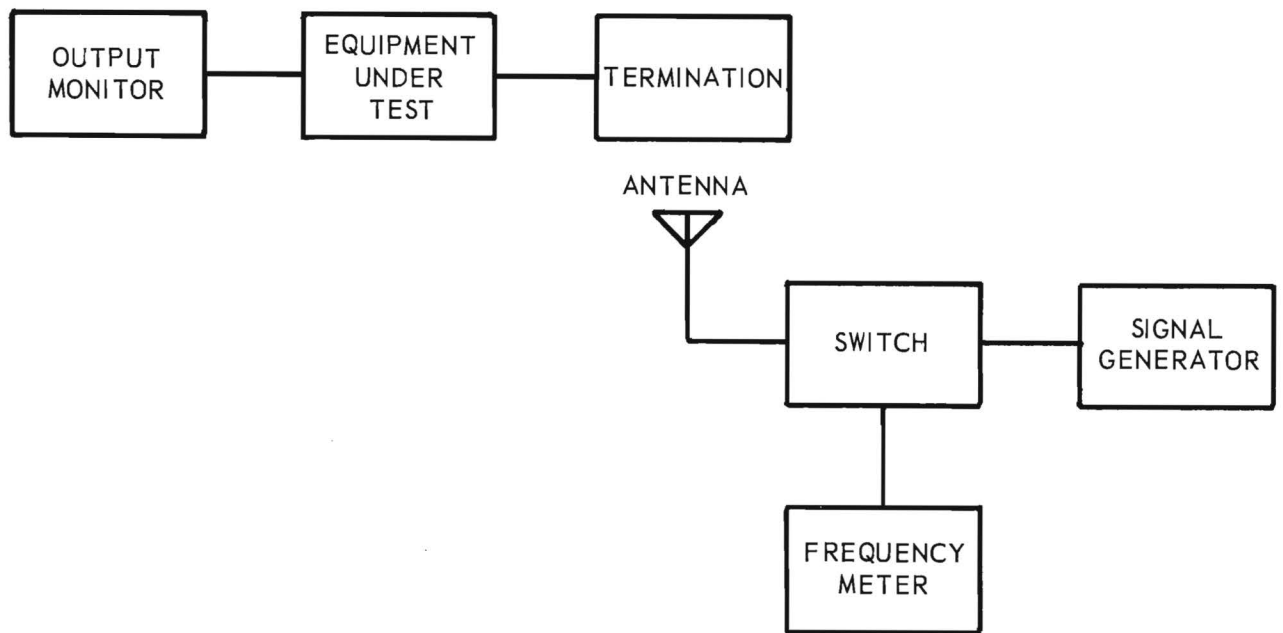 OUTPUT
MONITOR
EQUIPMENT
UNDER
TEST
TERMINATION
ANTENNA
SWITCH
SIGNAL
GENERATOR
FREQUENCY
METER